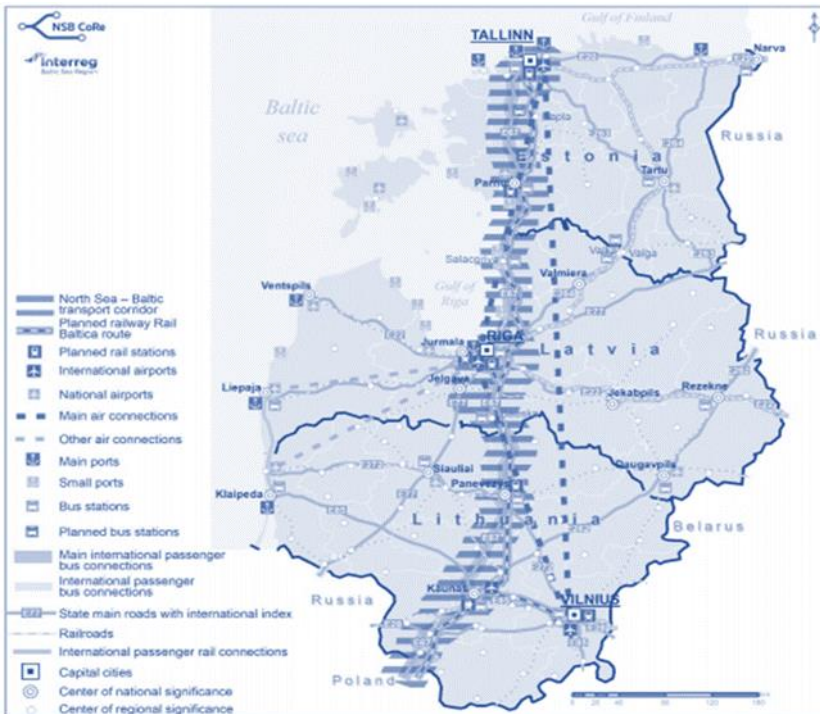 NSB CoRe
Interreg
Baltic Sea Region
TALLINN
Gulf of Finland
Narva
Baltic
sea
Russia
Estonia
Tartu
Parnu
Valka
Valga
Valmiera
Gulf of
Riga
Ventspils
Jurmala
RIGA
Latvia
Russia
Jelgava
Liepaja
Jekabpils
Rezekne
Siauliai
Daugavpils
Panevezys
Klaipeda
Lithuania
Belarus
Kaunas
Russia
VILNIUS
Poland
North Sea – Baltic
transport corridor
Planned railway Rail
Baltica route
Planned rail stations
International airports
National airports
Main air connections
Other air connections
Main ports
Small ports
Bus stations
Planned bus stations
Main international passenger
bus connections
International passenger
bus connections
State main roads with international index
Railroads
International passenger rail connections
Capital cities
Center of national significance
Center of regional significance